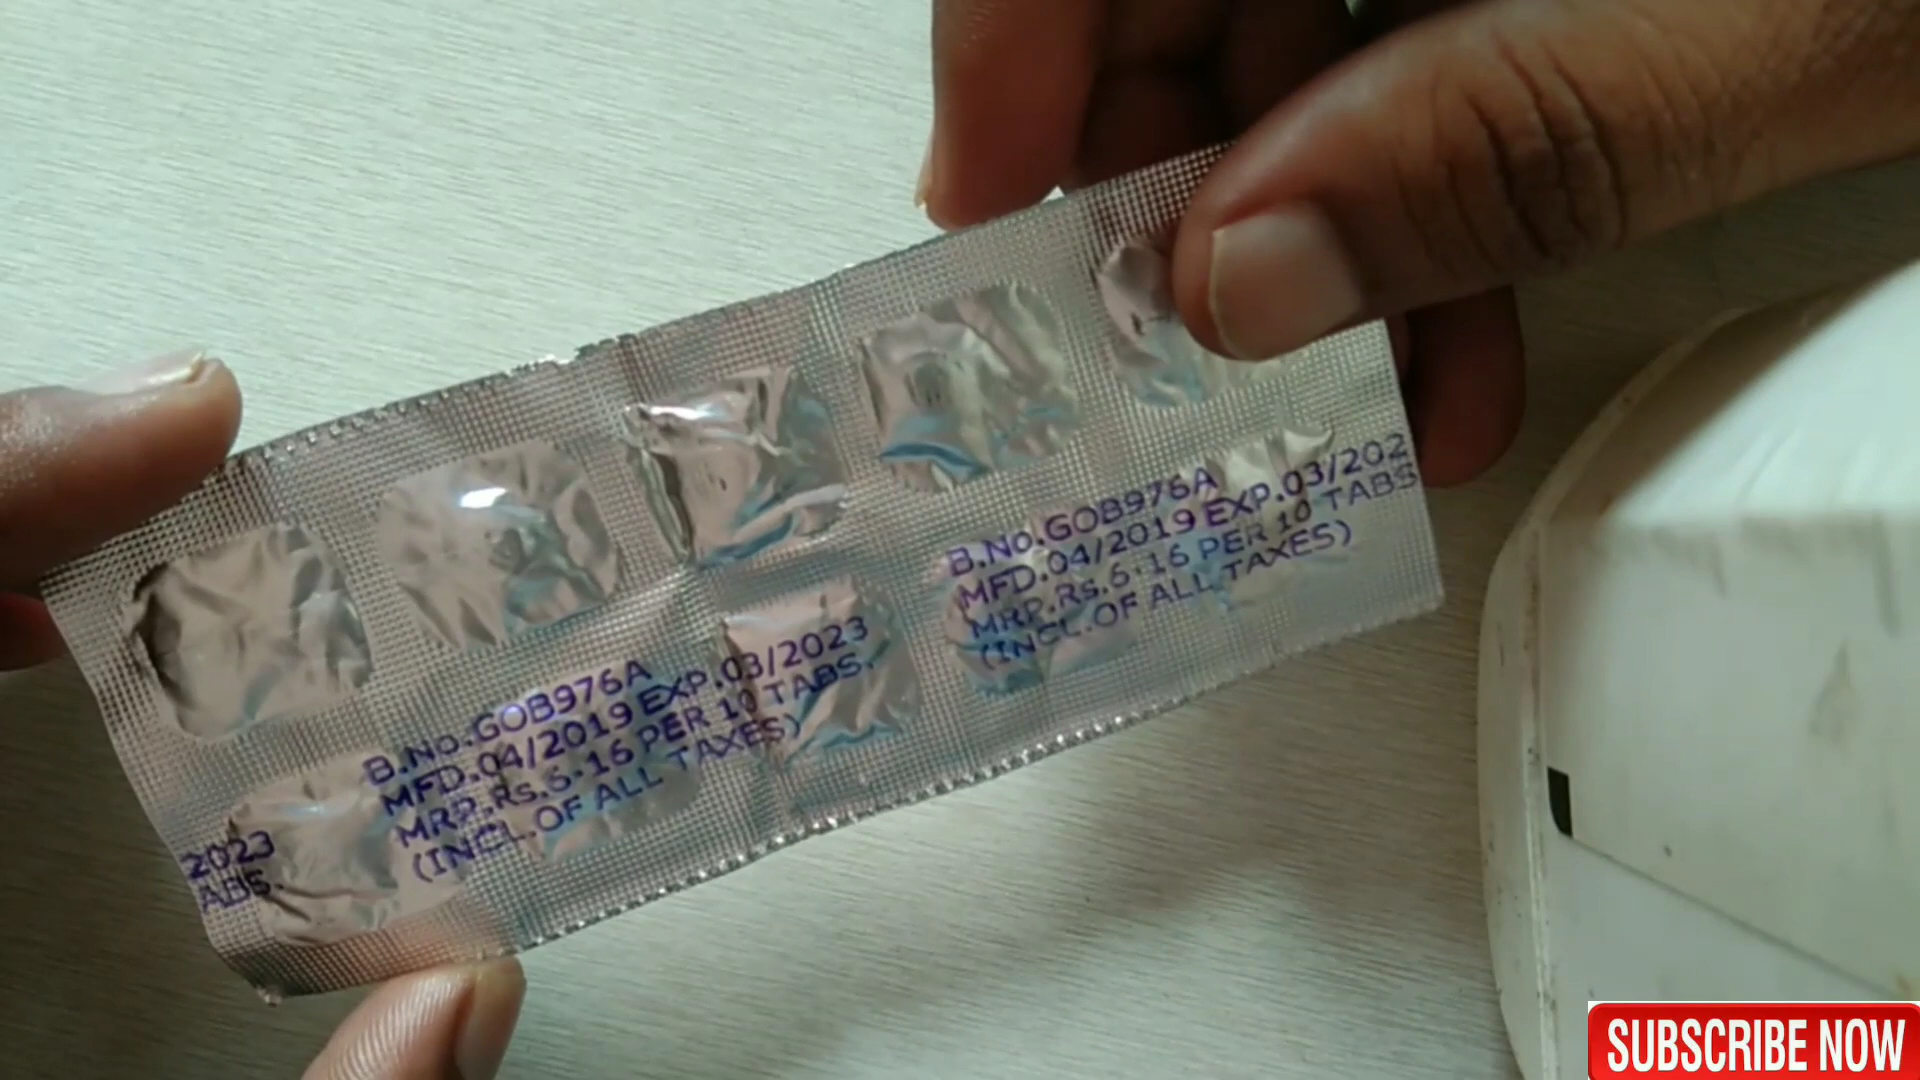 B.No.GOB976A
MFD.04/2019 EXP.03/2023
MRP.Rs.6.16 PER 10 TABS.
(INCL.OF ALL TAXES)
B.No.GOB976A
MFD.04/2019 EXP.03/202
MRP.Rs.6.16 PER 10 TABS
(INCL.OF ALL TAXES)
2023
ABS.
SUBSCRIBE NOW